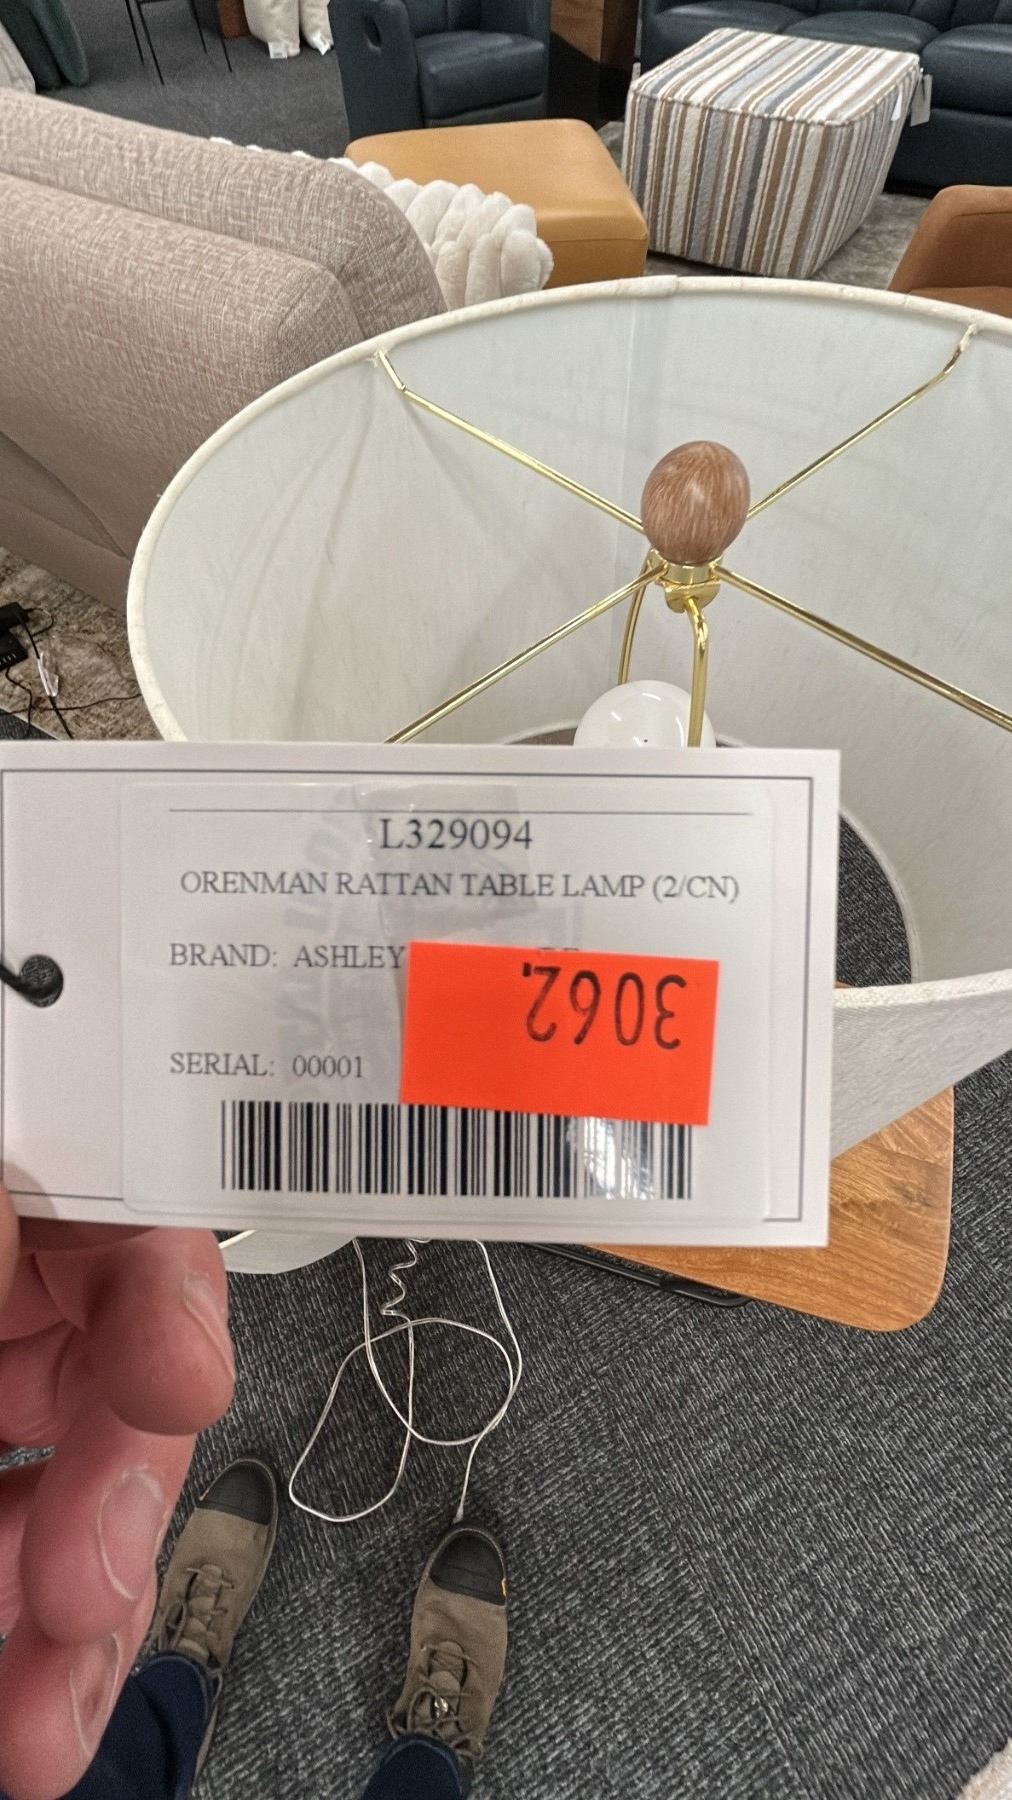 L329094
ORENMAN RATTAN TABLE LAMP (2/CN)
BRAND: ASHLEY
3062,
SERIAL: 00001